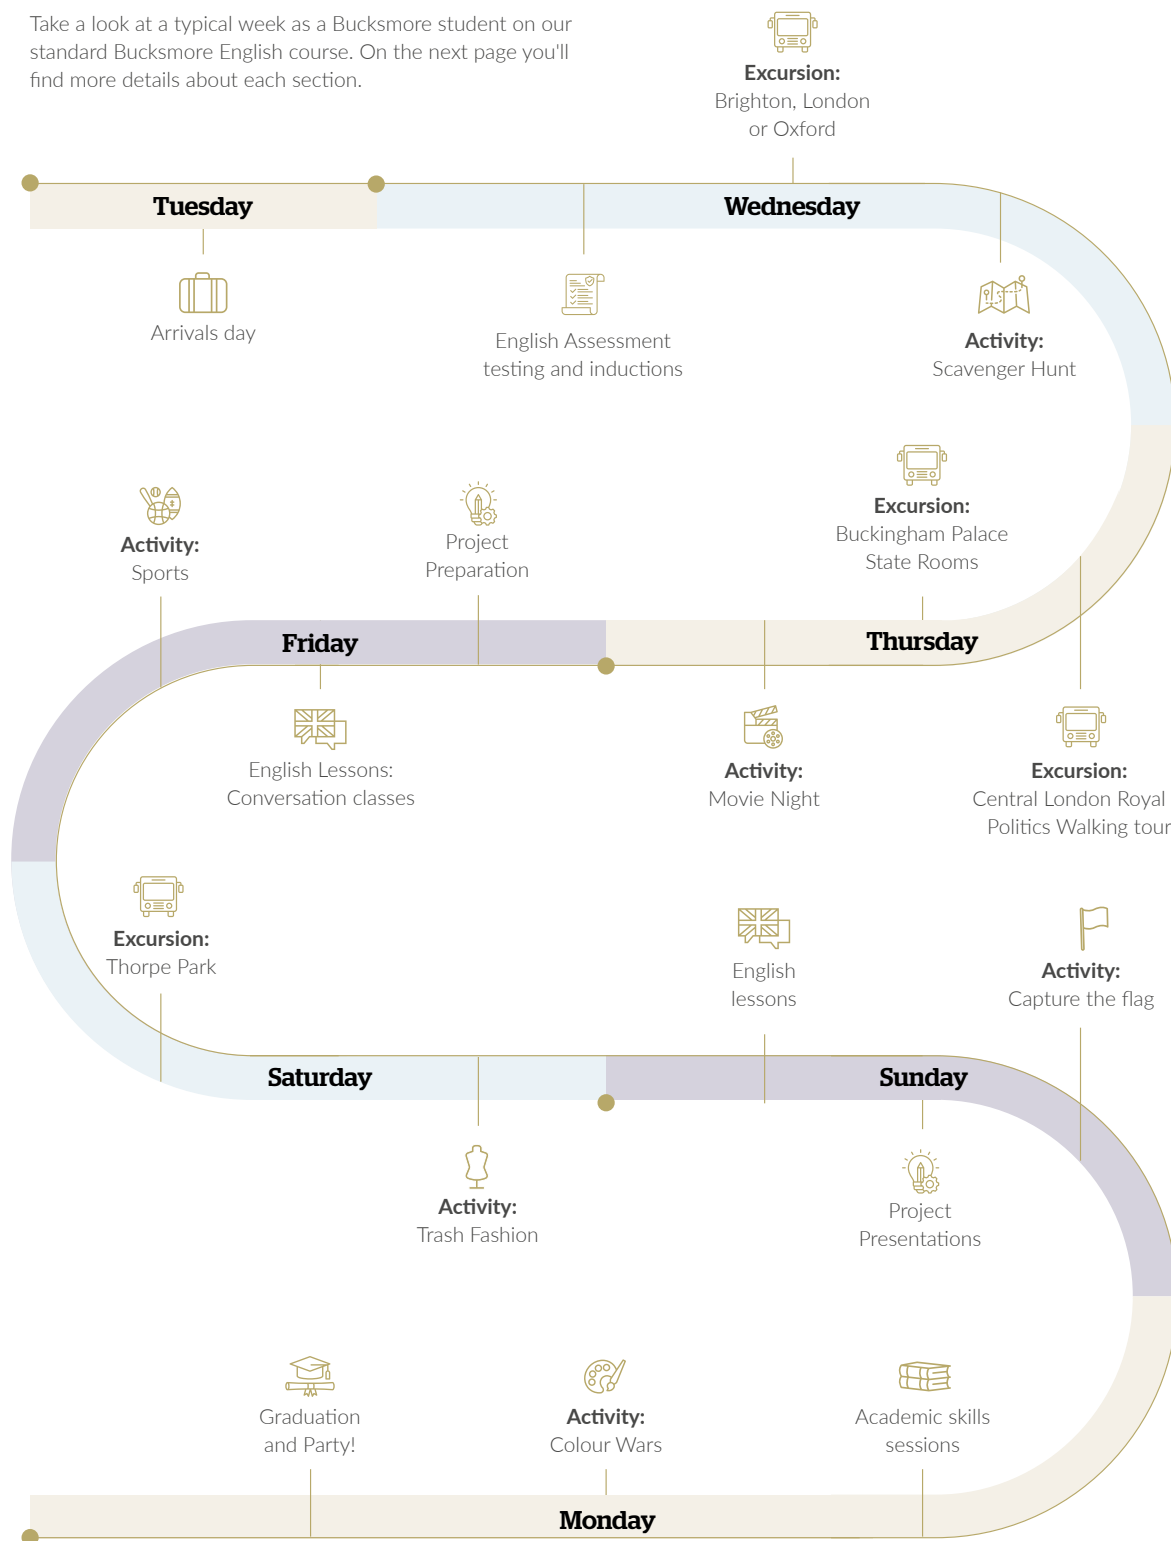 Take a look at a typical week as a Bucksmore student on our
standard Bucksmore English course. On the next page you'll
find more details about each section.
Excursion:
Brighton, London
or Oxford
Tuesday
Wednesday
Arrivals day
English Assessment
testing and inductions
Activity:
Scavenger Hunt
Excursion:
Buckingham Palace
State Rooms
Project
Preparation
Activity:
Sports
Friday
Thursday
English Lessons:
Conversation classes
Activity:
Movie Night
Excursion:
Central London Royal
Politics Walking tour
Excursion:
Thorpe Park
English
lessons
Activity:
Capture the flag
Saturday
Sunday
Activity:
Trash Fashion
Project
Presentations
Graduation
and Party!
Activity:
Colour Wars
Academic skills
sessions
Monday